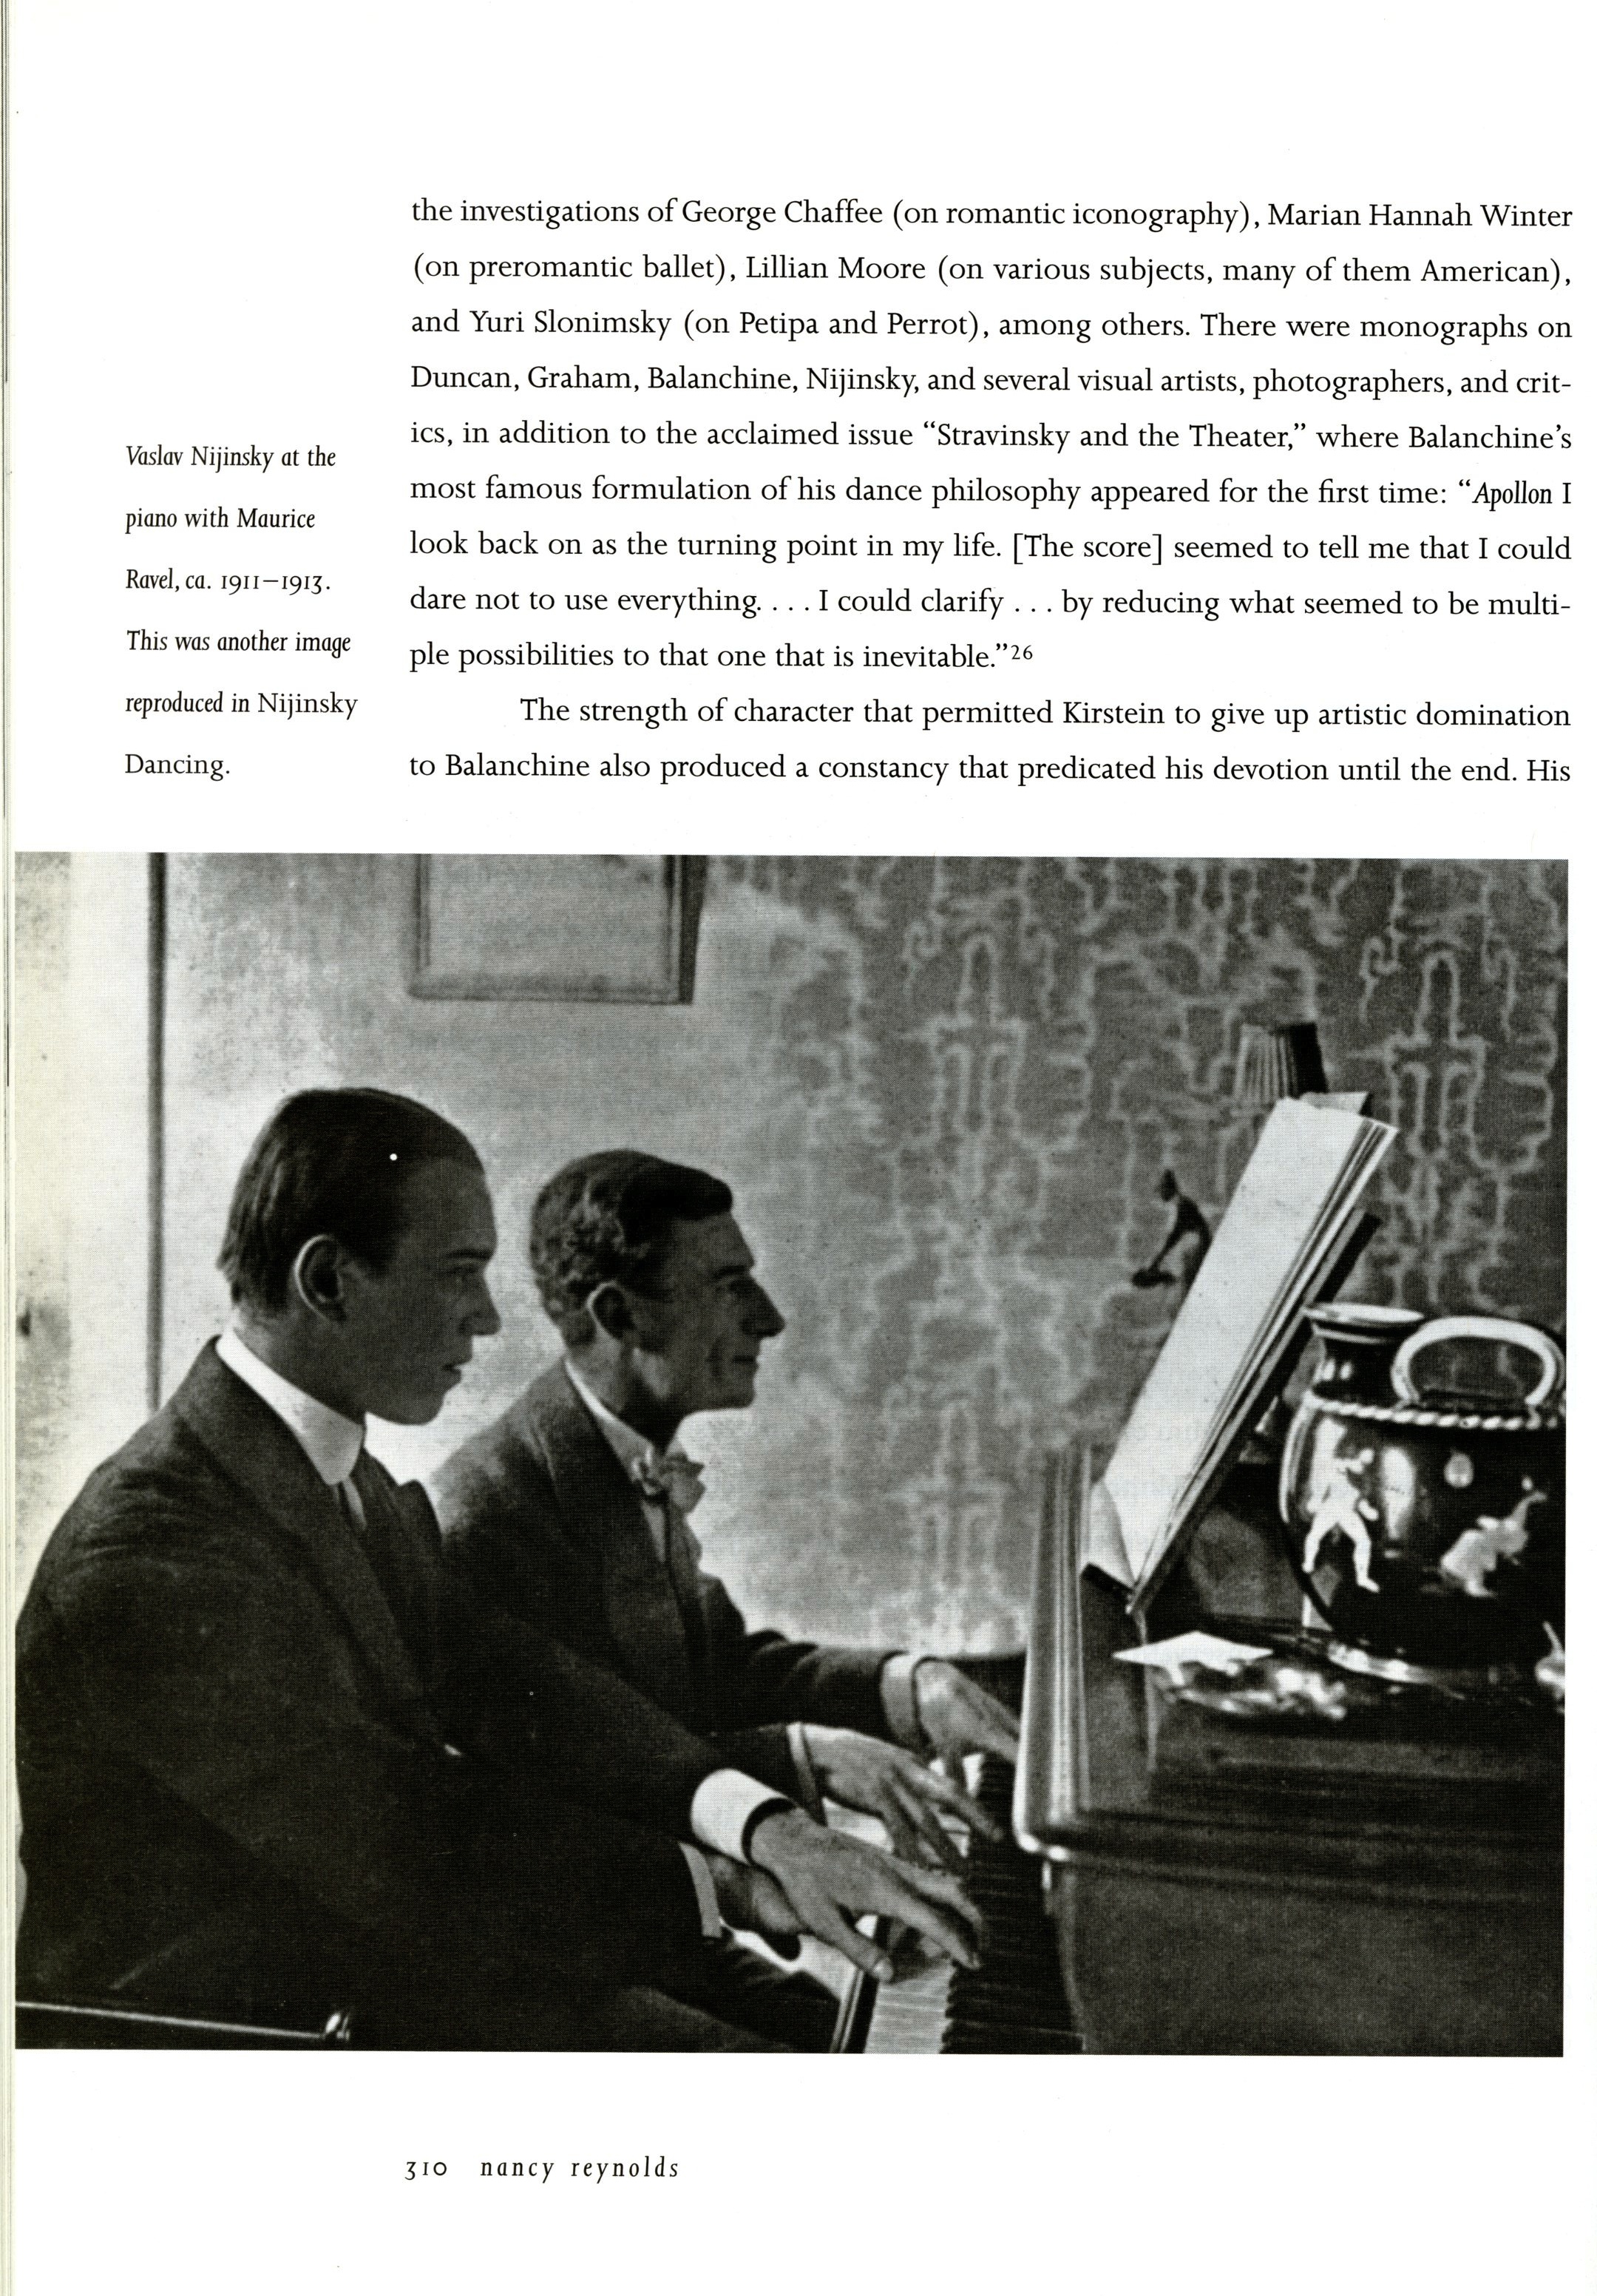 the investigations of George Chaffee (on romantic iconography), Marian Hannah Winter
(on preromantic ballet), Lillian Moore (on various subjects, many of them American),
and Yuri Slonimsky (on Petipa and Perrot), among others. There were monographs on
Duncan, Graham, Balanchine, Nijinsky, and several visual artists, photographers, and crit-
ics, in addition to the acclaimed issue “Stravinsky and the Theater,” where Balanchine’s
most famous formulation of his dance philosophy appeared for the first time: “Apollon I
look back on as the turning point in my life. [The score] seemed to tell me that I could
dare not to use everything. . . . I could clarify . . . by reducing what seemed to be multi-
ple possibilities to that one that is inevitable.”26
The strength of character that permitted Kirstein to give up artistic domination
to Balanchine also produced a constancy that predicated his devotion until the end. His
Vaslav Nijinsky at the
piano with Maurice
Ravel, ca. 1911–1913.
This was another image
reproduced in Nijinsky
Dancing.
310 nancy reynolds